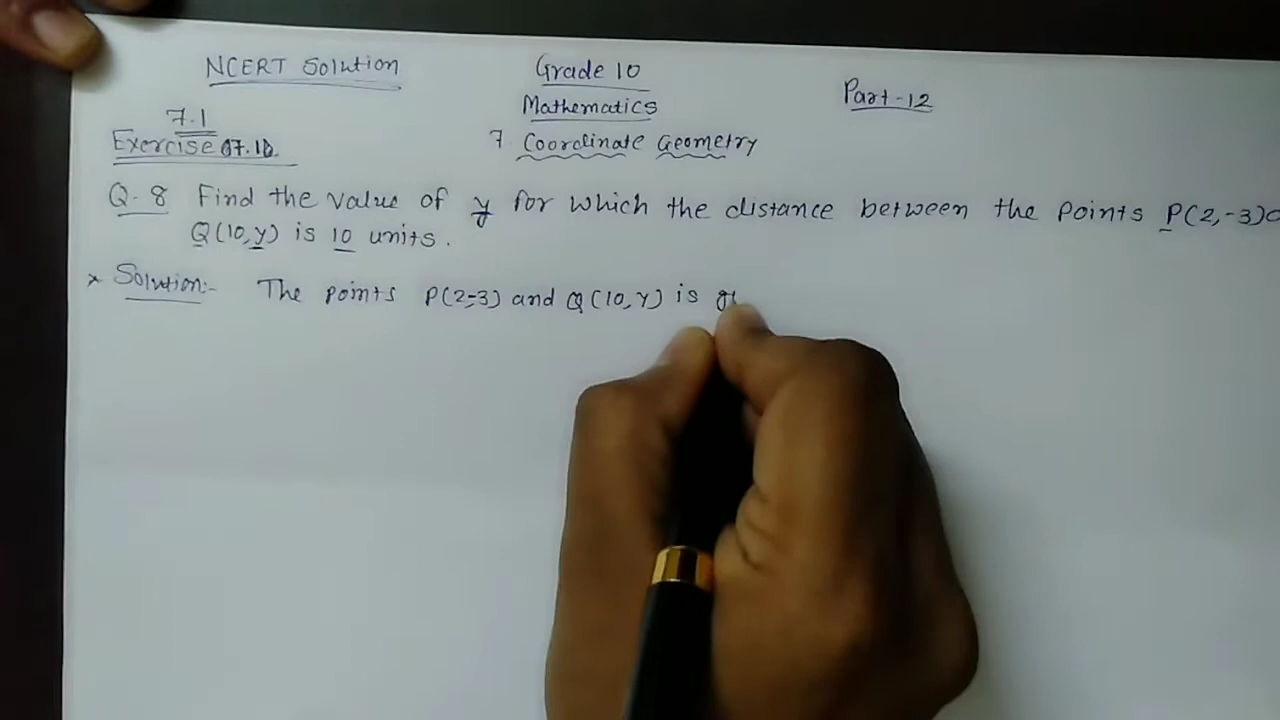 NCERT Solution
Grade 10
Mathematics
Part-12
7.1
Exercise 07.1
7 Coordinate Geometry
Q.8 Find the value of y for which the distance between the points P(2,-3)
Q(10,y) is 10 units.
* Solution:- The points P(2,-3) and Q(10,Y) is